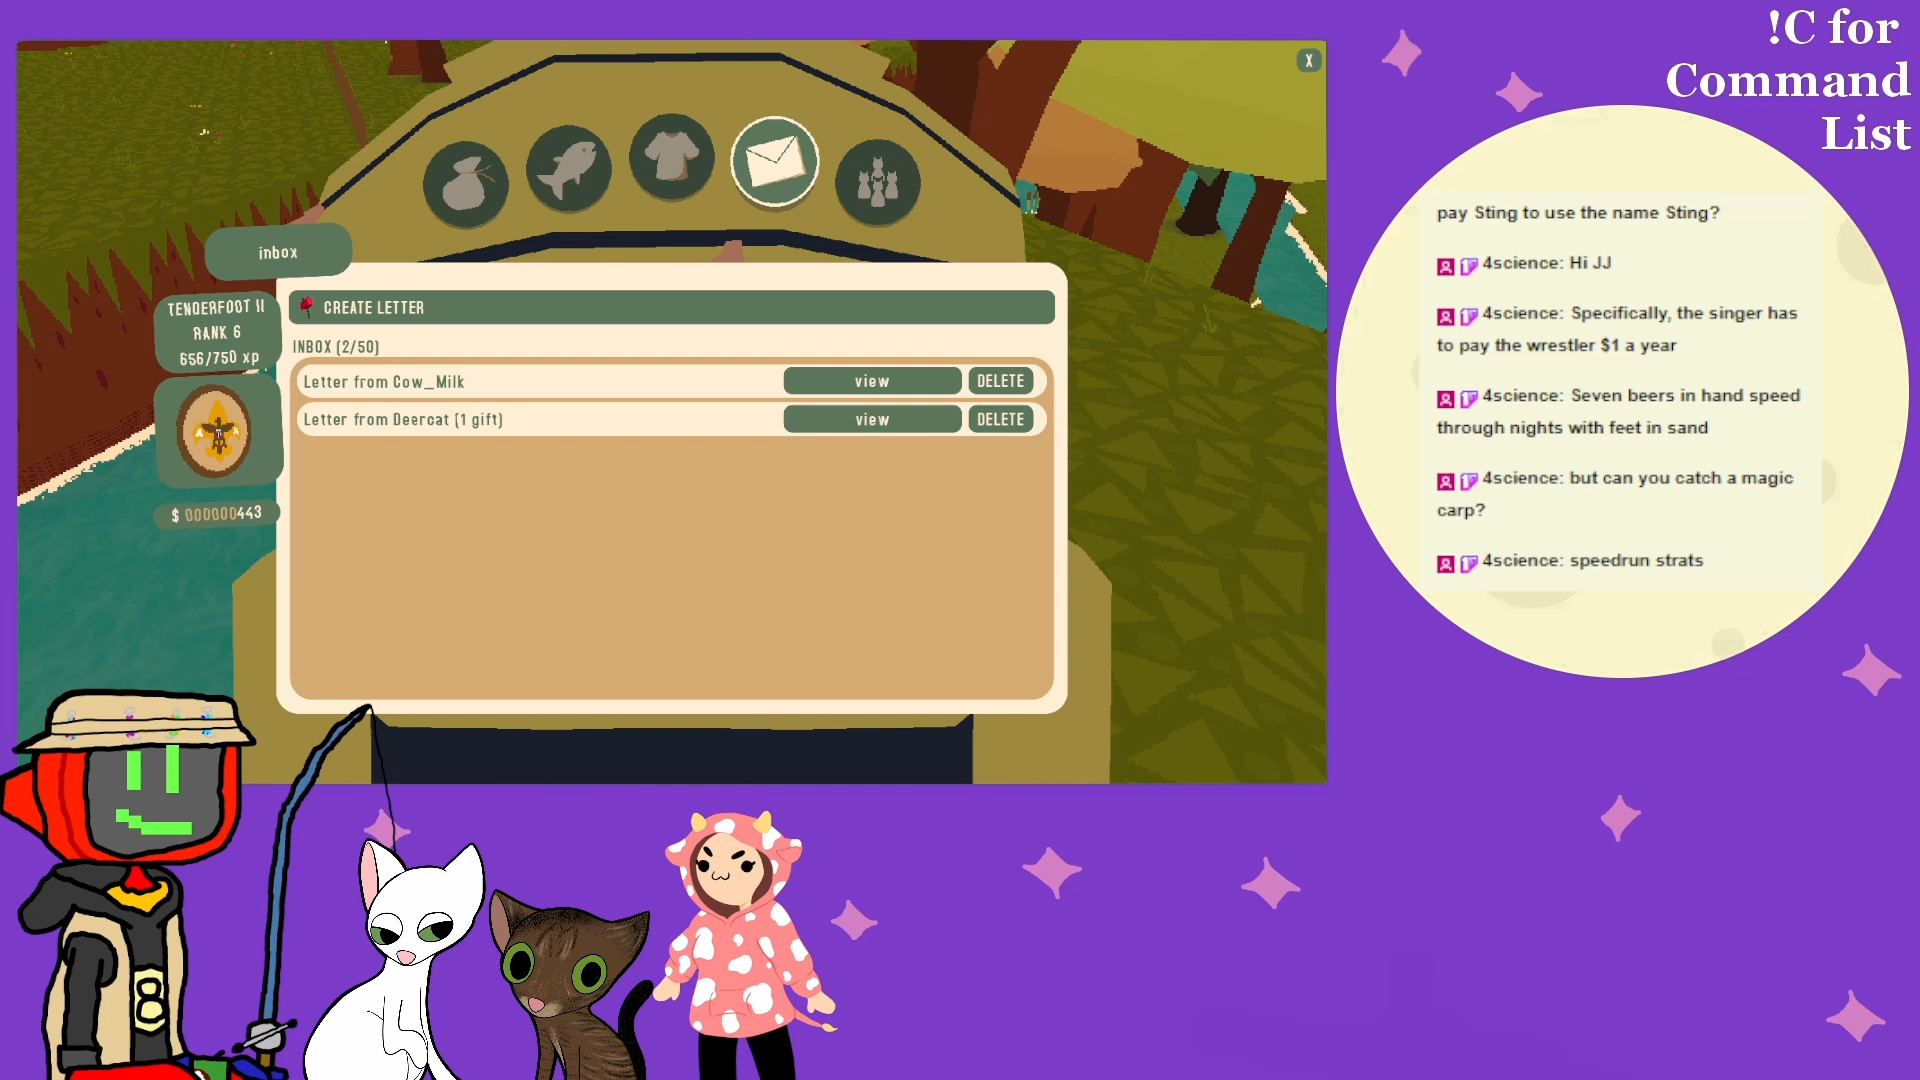 !C for
Command
List
X
inbox
TENDERFOOT II
RANK 6
656/750 xp
$ 000000443
CREATE LETTER
INBOX (2/50)
Letter from Cow_Milk view DELETE
Letter from Deercat (1 gift) view DELETE
pay Sting to use the name Sting?
4science: Hi JJ
4science: Specifically, the singer has
to pay the wrestler $1 a year
4science: Seven beers in hand speed
through nights with feet in sand
4science: but can you catch a magic
carp?
4science: speedrun strats
8